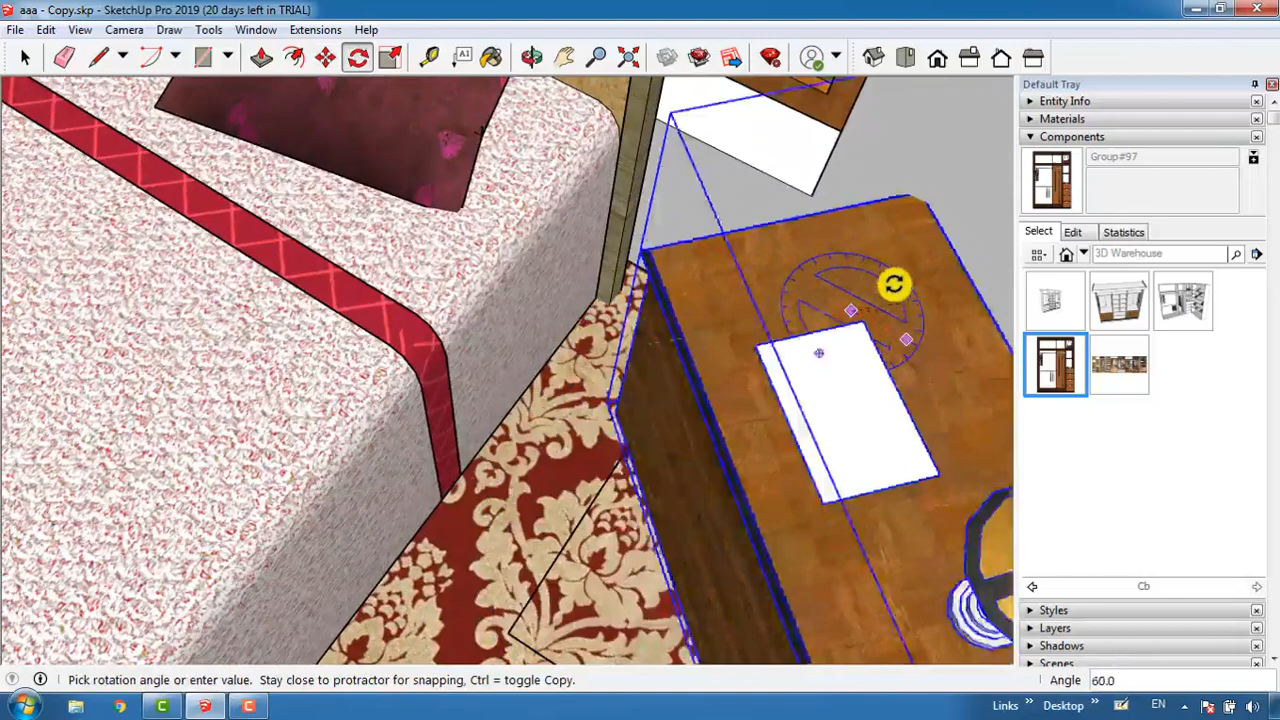 aaa - Copy.skp - SketchUp Pro 2019 (20 days left in TRIAL)
File Edit View Camera Draw Tools Window Extensions Help
A1
Default Tray
Entity Info
Materials
Components
Group#97
Select Edit Statistics
3D Warehouse
Cb
Styles
Layers
Shadows
Scenes
Pick rotation angle or enter value. Stay close to protractor for snapping, Ctrl = toggle Copy.
Angle 60.0
Links » Desktop » EN